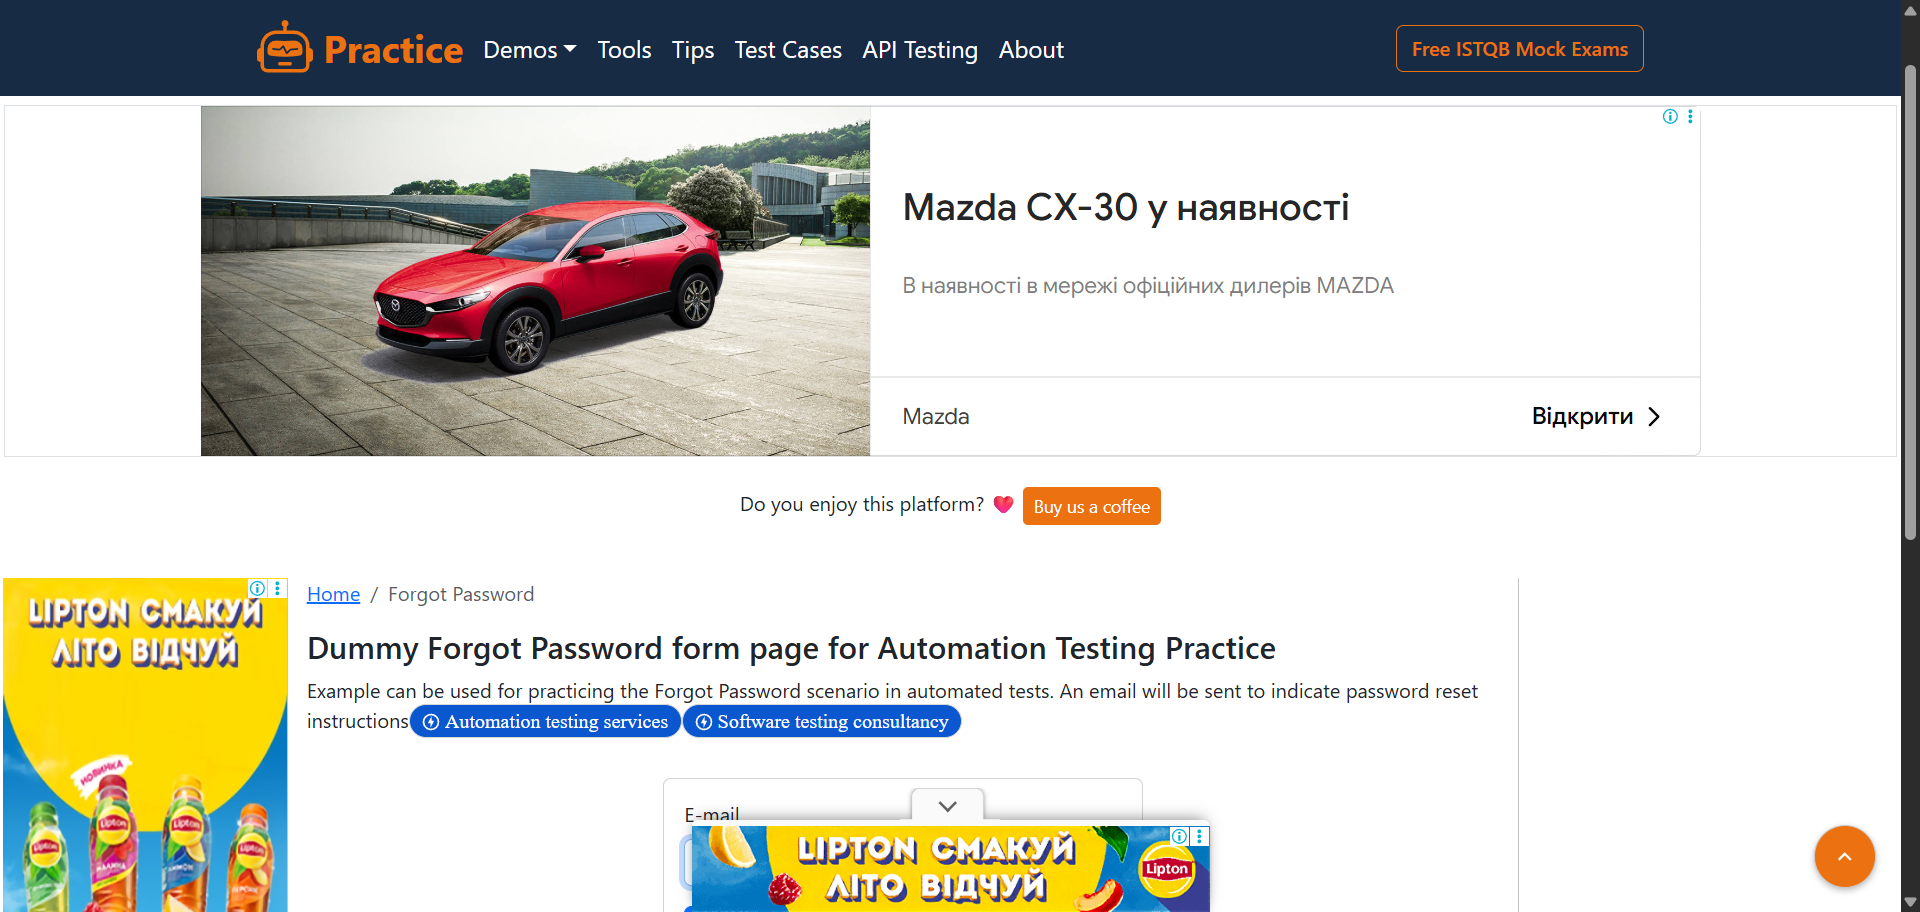 Practice
Demos
Tools
Tips
Test Cases
API Testing
About
Free ISTQB Mock Exams
Mazda CX-30 у наявності
В наявності в мережі офіційних дилерів MAZDA
Mazda
Відкрити
Do you enjoy this platform?
Buy us a coffee
LIPTON СМАКУЙ
ЛІТО ВІДЧУЙ
НОВИНКА
Lipton
Lipton
Lipton
Lipton
Home / Forgot Password
Dummy Forgot Password form page for Automation Testing Practice
Example can be used for practicing the Forgot Password scenario in automated tests. An email will be sent to indicate password reset
instructions
Automation testing services
Software testing consultancy
E-mail
LIPTON СМАКУЙ
ЛІТО ВІДЧУЙ
Lipton